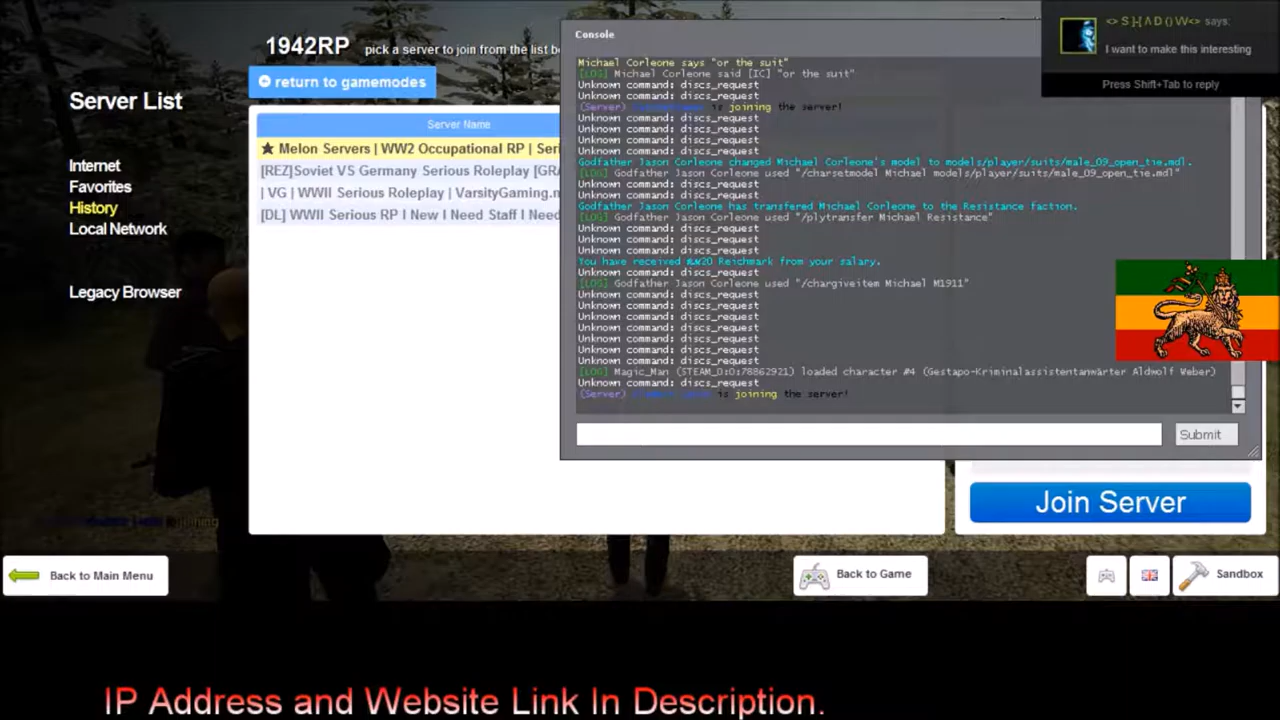 1942RP pick a server to join from the list be
return to gamemodes
Server List
Internet
Favorites
History
Local Network
Legacy Browser
Server Name
★ Melon Servers | WW2 Occupational RP | Seri
[REZ]Soviet VS Germany Serious Roleplay [GRA
| VG | WWII Serious Roleplay | VarsityGaming.n
[DL] WWII Serious RP I New I Need Staff I Need
Console
Michael Corleone says "or the suit"
[LOG] Michael Corleone said [IC] "or the suit"
Unknown command: discs_request
Unknown command: discs_request
(Server) is joining the server!
Unknown command: discs_request
Unknown command: discs_request
Unknown command: discs_request
Unknown command: discs_request
Godfather Jason Corleone changed Michael Corleone's model to models/player/suits/male_09_open_tie.mdl.
[LOG] Godfather Jason Corleone used "/charsetmodel Michael models/player/suits/male_09_open_tie.mdl"
Unknown command: discs_request
Unknown command: discs_request
Godfather Jason Corleone has transfered Michael Corleone to the Resistance faction.
[LOG] Godfather Jason Corleone used "/plytransfer Michael Resistance"
Unknown command: discs_request
Unknown command: discs_request
Unknown command: discs_request
You have received 20 Reichmark from your salary.
Unknown command: discs_request
[LOG] Godfather Jason Corleone used "/chargiveitem Michael M1911"
Unknown command: discs_request
Unknown command: discs_request
Unknown command: discs_request
Unknown command: discs_request
Unknown command: discs_request
Unknown command: discs_request
Unknown command: discs_request
[LOG] Magic_Man (STEAM_0:0:78862921) loaded character #4 (Gestapo-Kriminalassistentanwärter Aldwolf Weber)
Unknown command: discs_request
(Server) is joining the server!
Submit
<> S ]-[ Λ D () W <> says:
I want to make this interesting
Press Shift+Tab to reply
Join Server
Back to Main Menu
Back to Game
Sandbox
IP Address and Website Link In Description.